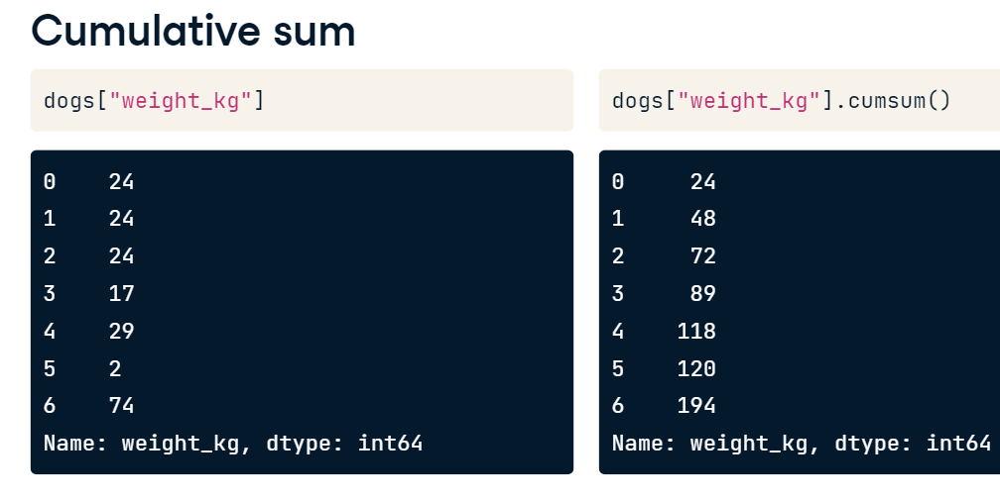 Cumulative sum
dogs["weight_kg"]
0    24
1    24
2    24
3    17
4    29
5    2
6    74
Name: weight_kg, dtype: int64
dogs["weight_kg"].cumsum()
0     24
1     48
2     72
3     89
4    118
5    120
6    194
Name: weight_kg, dtype: int64